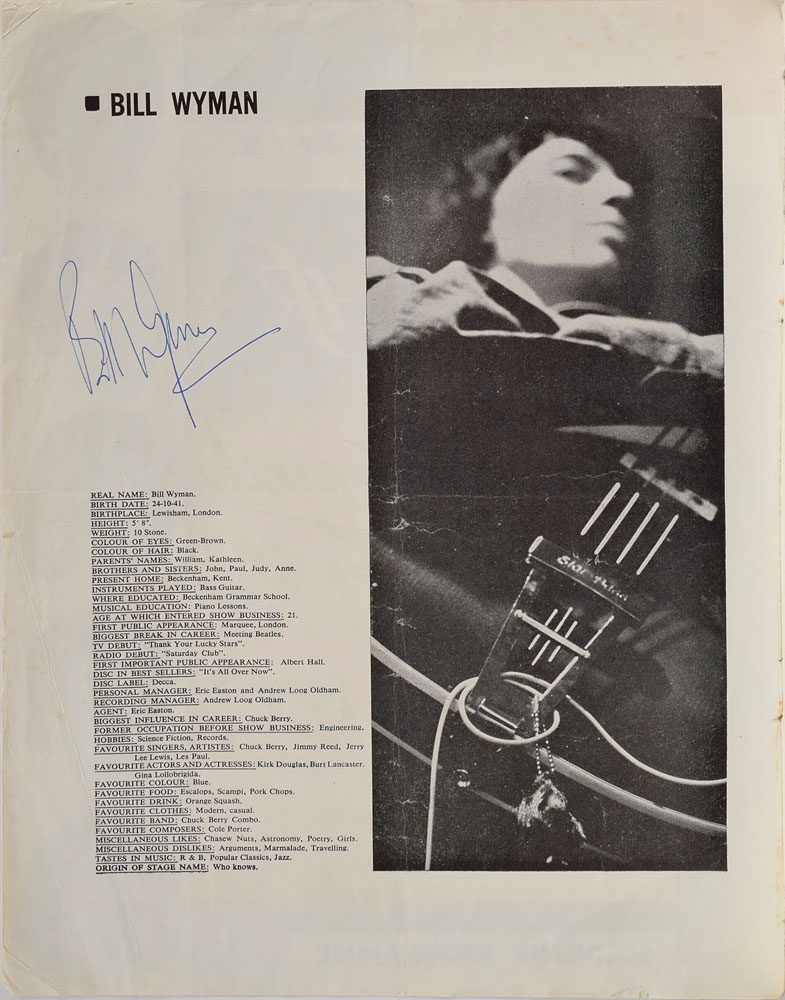 ■ BILL WYMAN
Bill Wyman
REAL NAME: Bill Wyman.
BIRTH DATE: 24-10-41.
BIRTHPLACE: Lewisham, London.
HEIGHT: 5' 8".
WEIGHT: 10 Stone.
COLOUR OF EYES: Green-Brown.
COLOUR OF HAIR: Black.
PARENTS' NAMES: William, Kathleen.
BROTHERS AND SISTERS: John, Paul, Judy, Anne.
PRESENT HOME: Beckenham, Kent.
INSTRUMENTS PLAYED: Bass Guitar.
WHERE EDUCATED: Beckenham Grammar School.
MUSICAL EDUCATION: Piano Lessons.
AGE AT WHICH ENTERED SHOW BUSINESS: 21.
FIRST PUBLIC APPEARANCE: Marquee, London.
BIGGEST BREAK IN CAREER: Meeting Beatles.
TV DEBUT: "Thank Your Lucky Stars".
RADIO DEBUT: "Saturday Club".
FIRST IMPORTANT PUBLIC APPEARANCE: Albert Hall.
DISC IN BEST SELLERS: "It's All Over Now".
DISC LABEL: Decca.
PERSONAL MANAGER: Eric Easton and Andrew Loog Oldham.
RECORDING MANAGER: Andrew Loog Oldham.
AGENT: Eric Easton.
BIGGEST INFLUENCE IN CAREER: Chuck Berry.
FORMER OCCUPATION BEFORE SHOW BUSINESS: Engineering.
HOBBIES: Science Fiction, Records.
FAVOURITE SINGERS, ARTISTES: Chuck Berry, Jimmy Reed, Jerry
Lee Lewis, Les Paul.
FAVOURITE ACTORS AND ACTRESSES: Kirk Douglas, Burt Lancaster.
Gina Lollobrigida.
FAVOURITE COLOUR: Blue.
FAVOURITE FOOD: Escalops, Scampi, Pork Chops.
FAVOURITE DRINK: Orange Squash.
FAVOURITE CLOTHES: Modern, casual.
FAVOURITE BAND: Chuck Berry Combo.
FAVOURITE COMPOSERS: Cole Porter.
MISCELLANEOUS LIKES: Chasew Nuts, Astronomy, Poetry, Girls.
MISCELLANEOUS DISLIKES: Arguments, Marmalade, Travelling.
TASTES IN MUSIC: R & B, Popular Classics, Jazz.
ORIGIN OF STAGE NAME: Who knows.